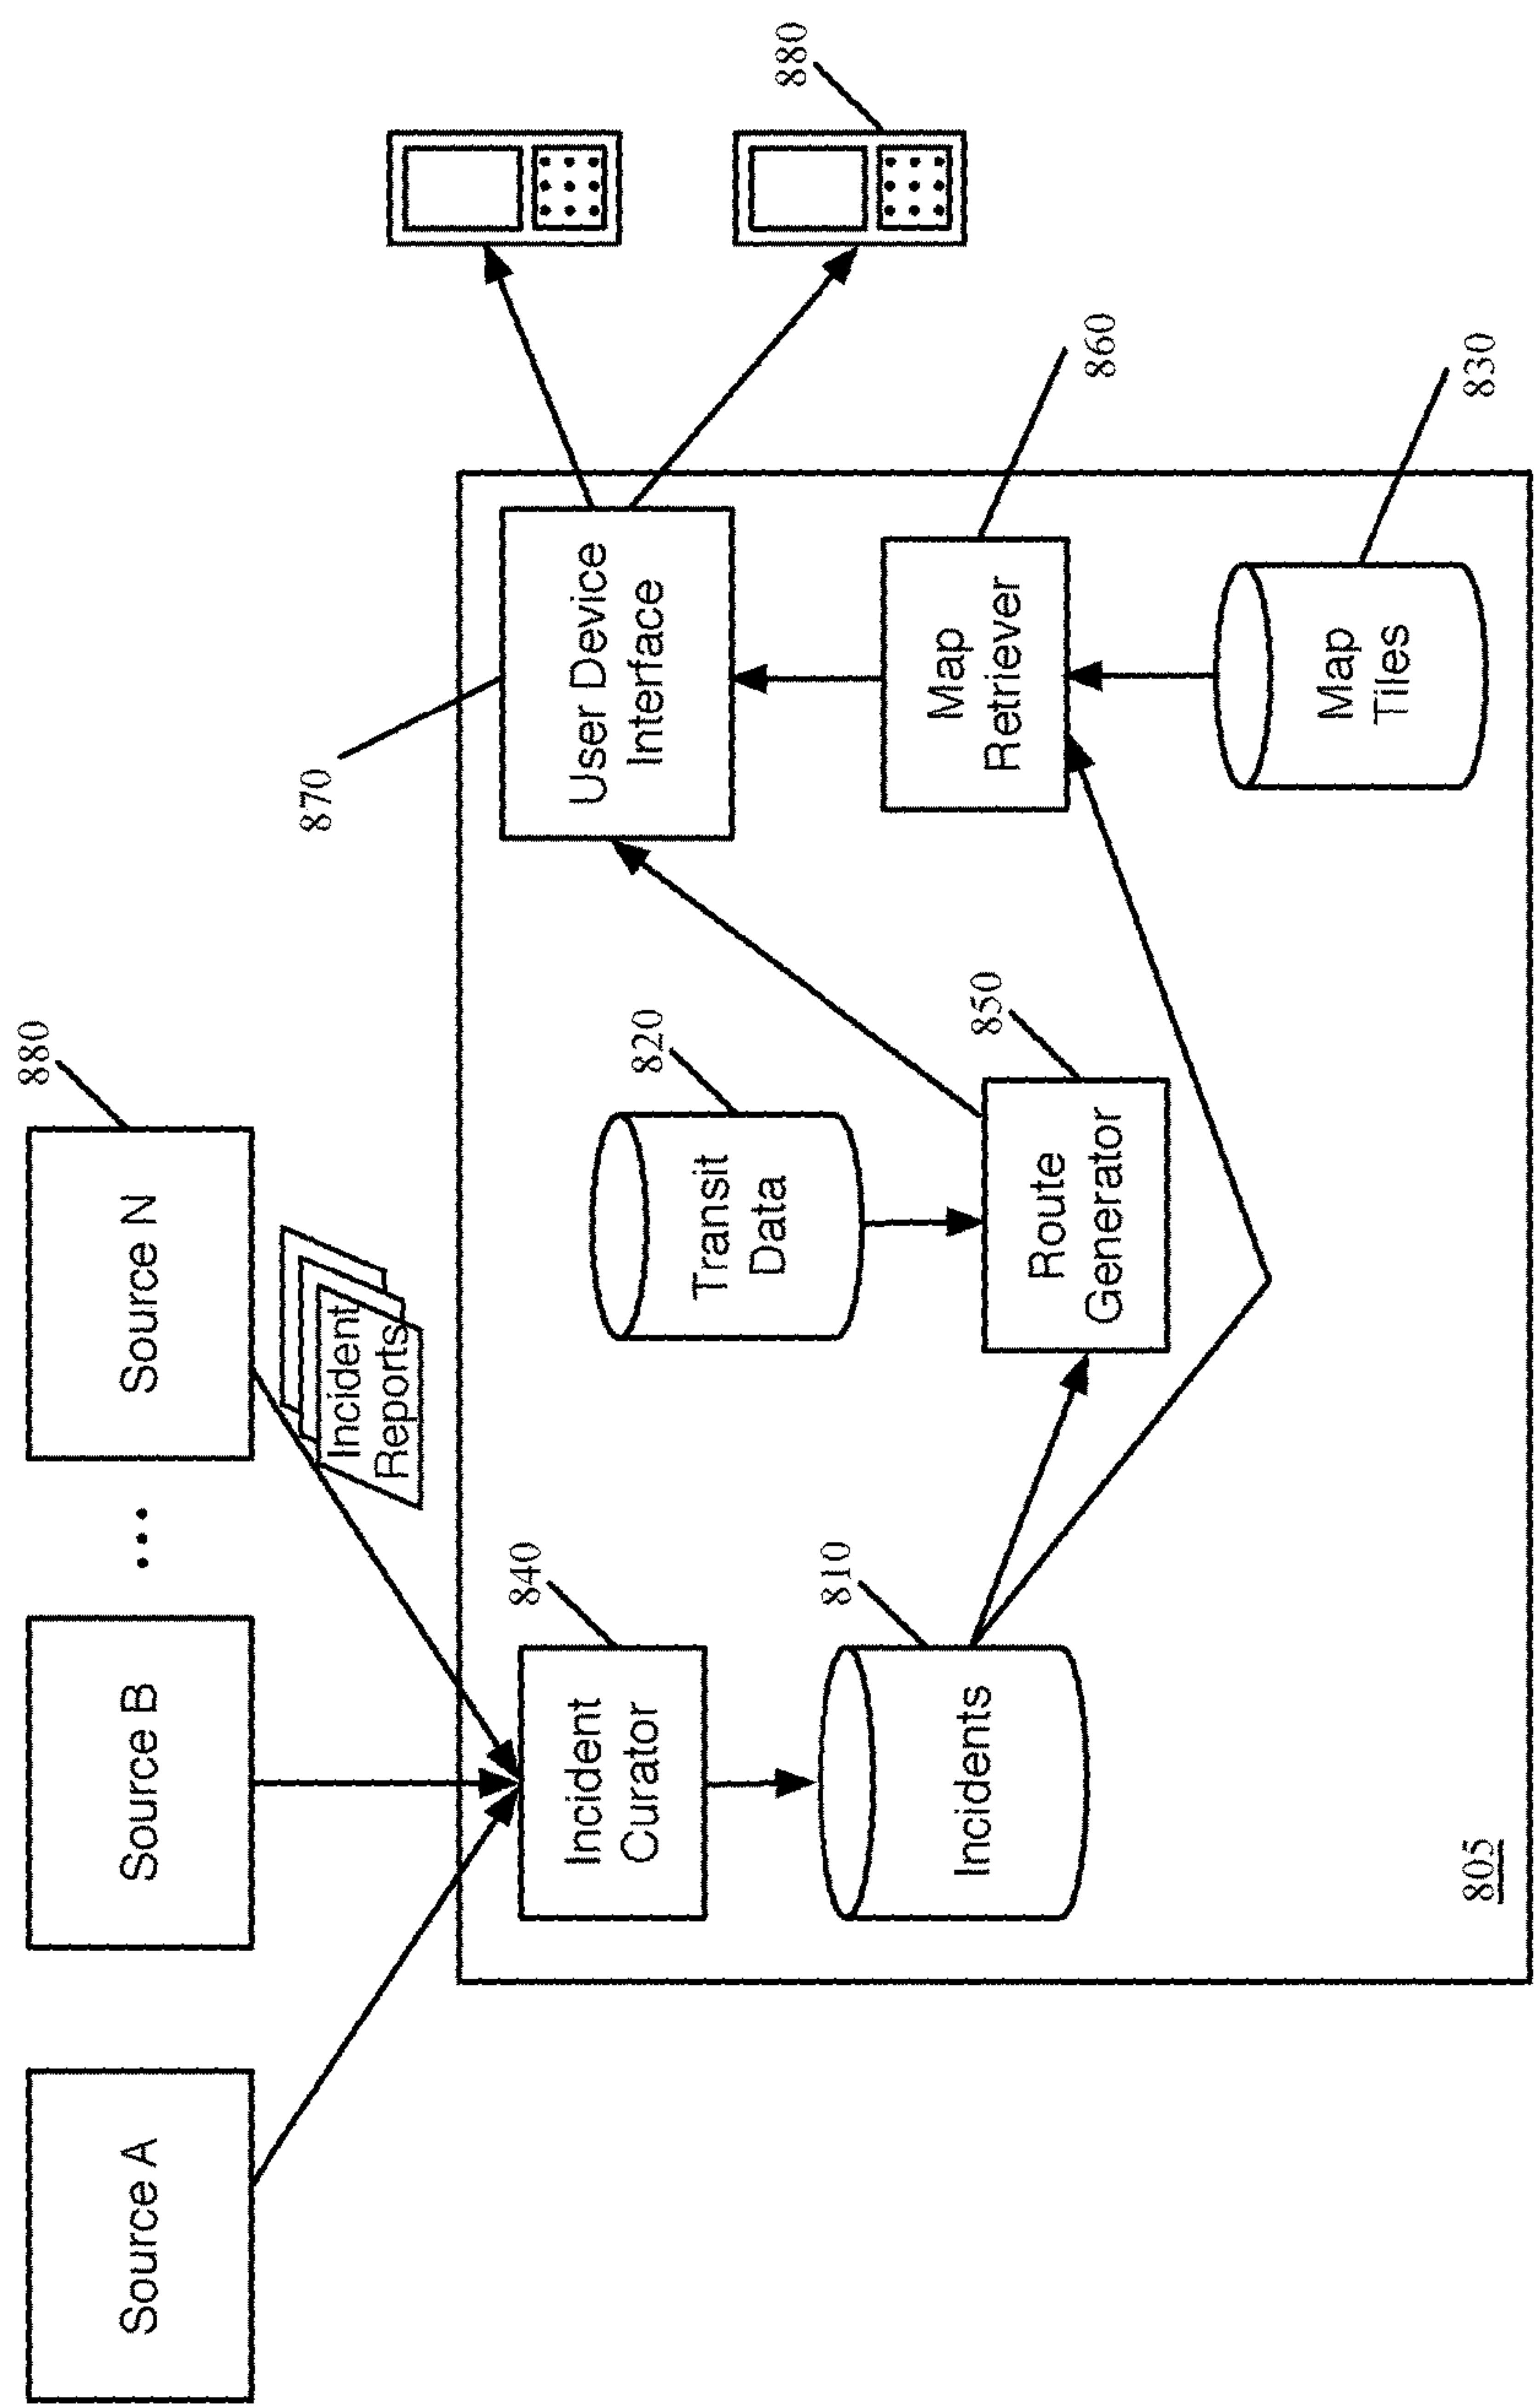 Source A
Source B
...
Source N
880
Incident
Reports
870
880
840
Incident
Curator
820
Transit
Data
User Device
Interface
810
Incidents
850
Route
Generator
860
Map
Retriever
830
Map
Tiles
805